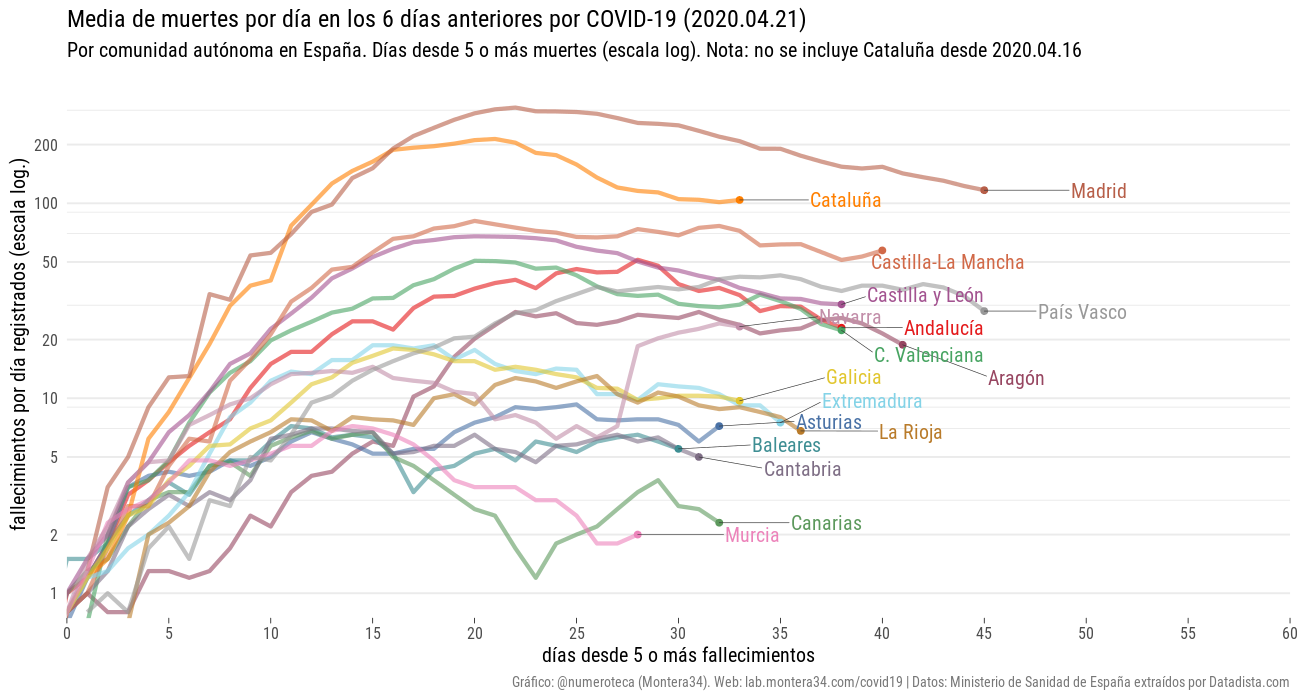 Media de muertes por día en los 6 días anteriores por COVID-19 (2020.04.21)
Por comunidad autónoma en España. Días desde 5 o más muertes (escala log). Nota: no se incluye Cataluña desde 2020.04.16
fallecimientos por día registrados (escala log.)
200
100
50
20
10
5
2
1
Madrid
Cataluña
Castilla-La Mancha
Castilla y León
País Vasco
Navarra
Andalucía
C. Valenciana
Aragón
Galicia
Extremadura
Asturias
La Rioja
Baleares
Cantabria
Canarias
Murcia
0 5 10 15 20 25 30 35 40 45 50 55 60
días desde 5 o más fallecimientos
Gráfico: @numeroteca (Montera34). Web: lab.montera34.com/covid19 | Datos: Ministerio de Sanidad de España extraídos por Datadista.com